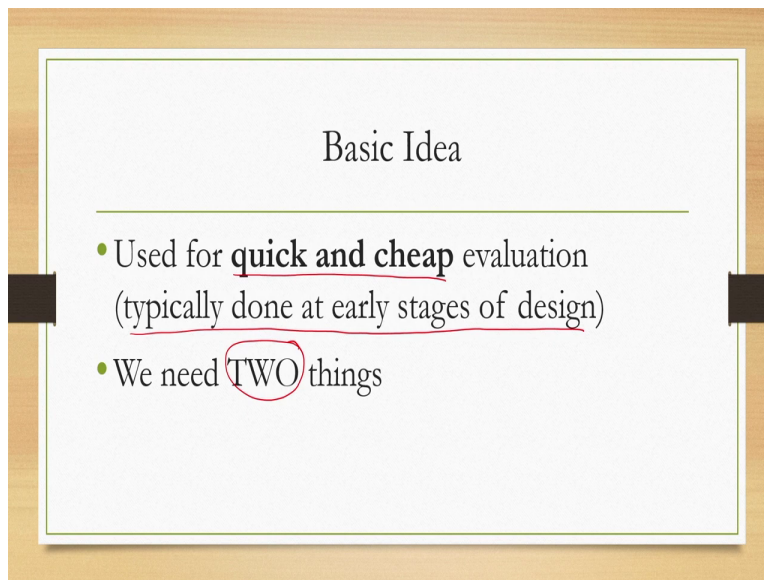 Basic Idea
• Used for quick and cheap evaluation
(typically done at early stages of design)
• We need TWO things